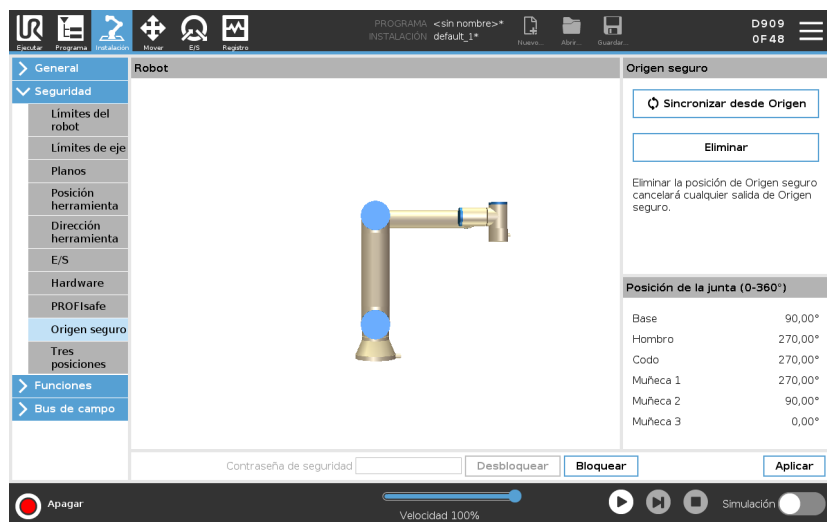 PROGRAMA <sin nombre>*
INSTALACIÓN default_1*
D909
0F48
Ejecutar Programa Instalación Mover E/S Registro
Nuevo... Abrir... Guardar...
General
Seguridad
Límites del
robot
Límites de eje
Planos
Posición
herramienta
Dirección
herramienta
E/S
Hardware
PROFIsafe
Origen seguro
Tres
posiciones
Funciones
Bus de campo
Robot
Origen seguro
Sincronizar desde Origen
Eliminar
Eliminar la posición de Origen seguro
cancelará cualquier salida de Origen
seguro.
Posición de la junta (0-360°)
Base 90,00°
Hombro 270,00°
Codo 270,00°
Muñeca 1 270,00°
Muñeca 2 90,00°
Muñeca 3 0,00°
Contraseña de seguridad Desbloquear Bloquear Aplicar
Apagar
Velocidad 100%
Simulación